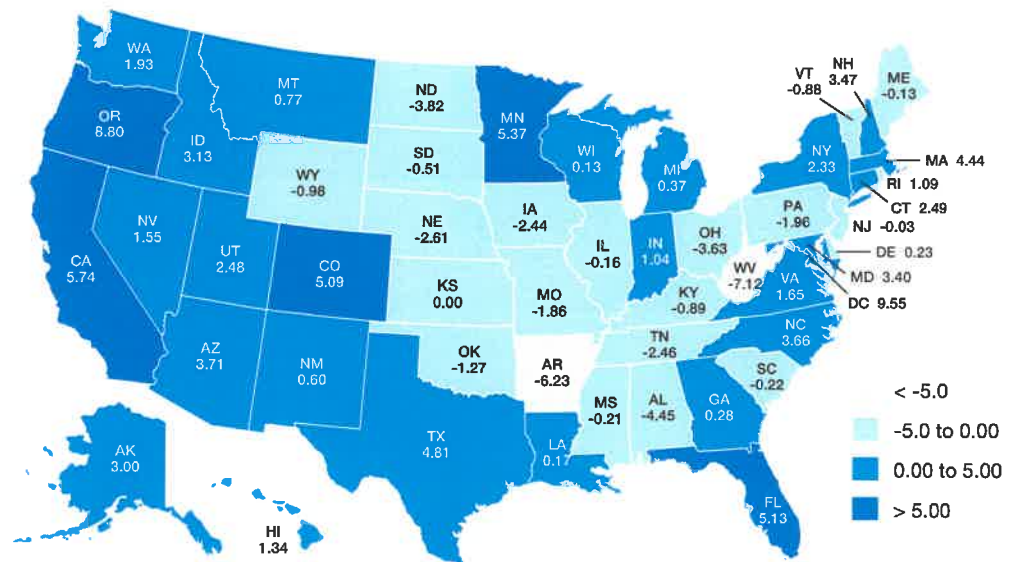 WA
1.93
OR
8.80
CA
5.74
NV
1.55
ID
3.13
MT
0.77
WY
-0.98
UT
2.48
CO
5.09
AZ
3.71
NM
0.60
ND
-3.82
SD
-0.51
NE
-2.61
KS
0.00
OK
-1.27
TX
4.81
MN
5.37
IA
-2.44
MO
-1.86
AR
-6.23
LA
0.17
WI
0.13
IL
-0.16
MI
0.37
IN
1.04
OH
-3.63
KY
-0.89
TN
-2.46
MS
-0.21
AL
-4.45
GA
0.28
FL
5.13
SC
-0.22
NC
3.66
VA
1.65
WV
-7.12
PA
-1.96
NY
2.33
VT
-0.88
NH
3.47
ME
-0.13
MA 4.44
RI 1.09
CT 2.49
NJ -0.03
DE 0.23
MD 3.40
DC 9.55
AK
3.00
HI
1.34
< -5.0
-5.0 to 0.00
0.00 to 5.00
> 5.00